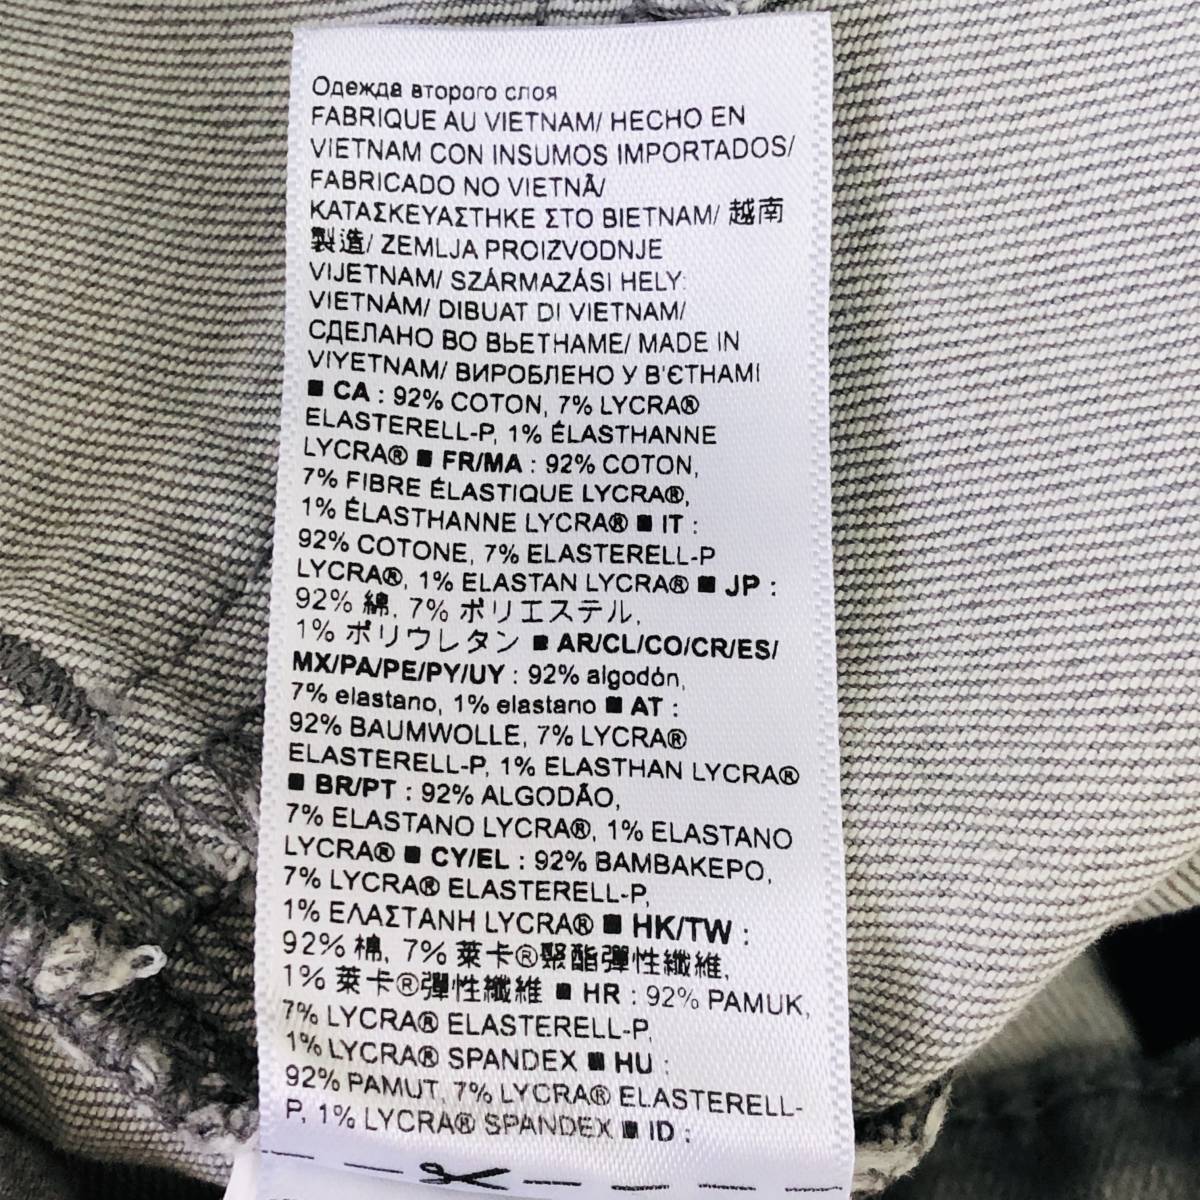 Одежда второго слоя
FABRIQUE AU VIETNAM/ HECHO EN
VIETNAM CON INSUMOS IMPORTADOS/
FABRICADO NO VIETNÃ/
ΚΑΤΑΣΚΕΥΑΣΤΗΚΕ ΣΤΟ ΒΙΕΤΝΑΜ/ 越南
製造/ ZEMLJA PROIZVODNJE
VIJETNAM/ SZÁRMAZÁSI HELY:
VIETNÁM/ DIBUAT DI VIETNAM/
СДЕЛАНО ВО ВЬЕТНАМЕ/ MADE IN
VIYETNAM/ ВИРОБЛЕНО У В'ЄТНАМІ
■ CA : 92% COTON, 7% LYCRA®
ELASTERELL-P, 1% ÉLASTHANNE
LYCRA® ■ FR/MA : 92% COTON,
7% FIBRE ÉLASTIQUE LYCRA®,
1% ÉLASTHANNE LYCRA® ■ IT :
92% COTONE, 7% ELASTERELL-P
LYCRA®, 1% ELASTAN LYCRA® ■ JP :
92% 綿, 7% ポリエステル,
1% ポリウレタン ■ AR/CL/CO/CR/ES/
MX/PA/PE/PY/UY : 92% algodón,
7% elastano, 1% elastano ■ AT :
92% BAUMWOLLE, 7% LYCRA®
ELASTERELL-P, 1% ELASTHAN LYCRA®
■ BR/PT : 92% ALGODÃO,
7% ELASTANO LYCRA®, 1% ELASTANO
LYCRA® ■ CY/EL : 92% ΒΑΜΒΑΚΕΡΟ,
7% LYCRA® ELASTERELL-P,
1% ΕΛΑΣΤΑΝΗ LYCRA® ■ HK/TW :
92% 棉, 7% 萊卡®聚酯彈性纖維,
1% 萊卡®彈性纖維 ■ HR : 92% PAMUK,
7% LYCRA® ELASTERELL-P,
1% LYCRA® SPANDEX ■ HU :
92% PAMUT, 7% LYCRA® ELASTERELL-
P, 1% LYCRA® SPANDEX ■ ID :